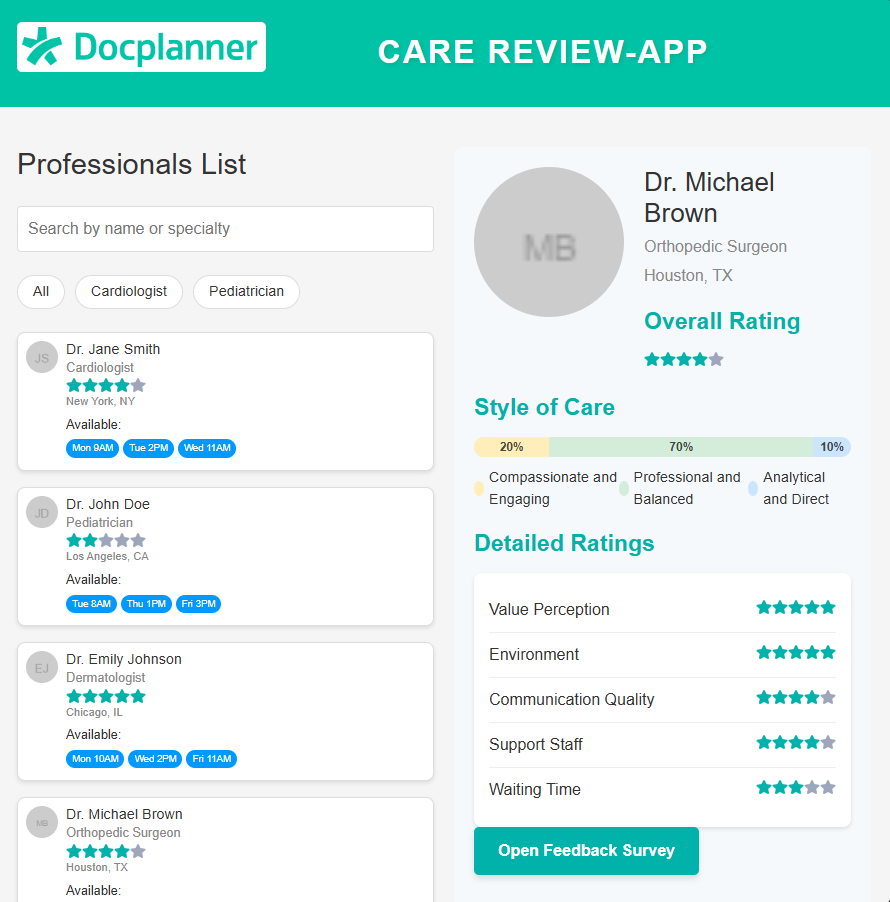 Docplanner
CARE REVIEW-APP
Professionals List
Search by name or specialty
All
Cardiologist
Pediatrician
JS
Dr. Jane Smith
Cardiologist
New York, NY
Available:
Mon 9AM
Tue 2PM
Wed 11AM
JD
Dr. John Doe
Pediatrician
Los Angeles, CA
Available:
Tue 8AM
Thu 1PM
Fri 3PM
EJ
Dr. Emily Johnson
Dermatologist
Chicago, IL
Available:
Mon 10AM
Wed 2PM
Fri 11AM
MB
Dr. Michael Brown
Orthopedic Surgeon
Houston, TX
Available:
MB
Dr. Michael
Brown
Orthopedic Surgeon
Houston, TX
Overall Rating
Style of Care
20%
70%
10%
Compassionate and
Engaging
Professional and
Balanced
Analytical
and Direct
Detailed Ratings
Value Perception
Environment
Communication Quality
Support Staff
Waiting Time
Open Feedback Survey